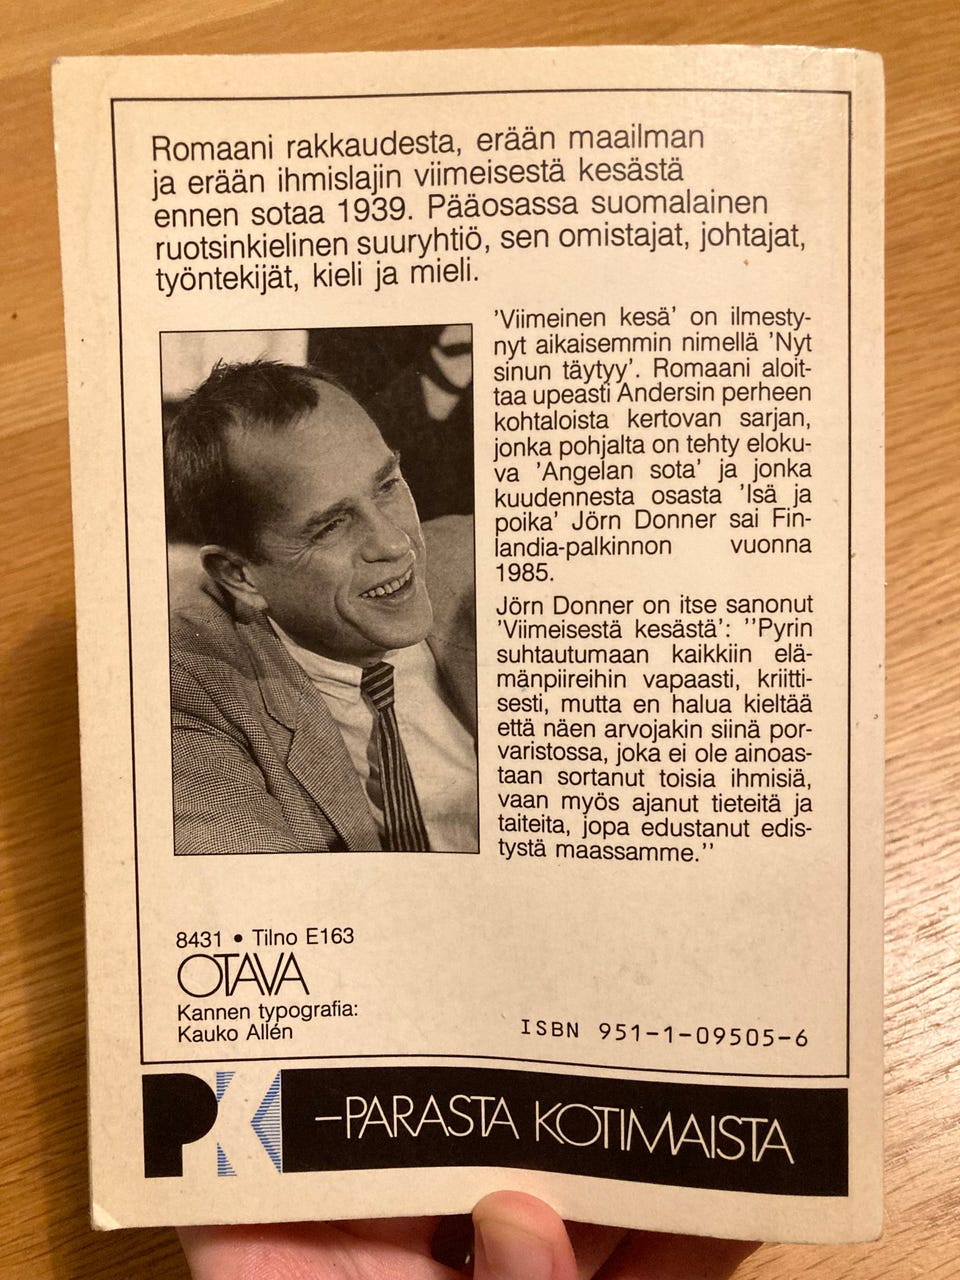 Romaani rakkaudesta, erään maailman
ja erään ihmislajin viimeisestä kesästä
ennen sotaa 1939. Pääosassa suomalainen
ruotsinkielinen suuryhtiö, sen omistajat, johtajat,
työntekijät, kieli ja mieli.
'Viimeinen kesä' on ilmesty-
nyt aikaisemmin nimellä 'Nyt
sinun täytyy'. Romaani aloit-
taa upeasti Andersin perheen
kohtaloista kertovan sarjan,
jonka pohjalta on tehty eloku-
va 'Angelan sota' ja jonka
kuudennesta osasta 'Isä ja
poika' Jörn Donner sai Fin-
landia-palkinnon vuonna
1985.
Jörn Donner on itse sanonut
'Viimeisestä kesästä': ''Pyrin
suhtautumaan kaikkiin elä-
mänpiireihin vapaasti, kriitti-
sesti, mutta en halua kieltää
että näen arvojakin siinä por-
varistossa, joka ei ole ainoas-
taan sortanut toisia ihmisiä,
vaan myös ajanut tieteitä ja
taiteita, jopa edustanut edis-
tystä maassamme.''
8431 • Tilno E163
OTAVA
Kannen typografia:
Kauko Allén
ISBN 951-1-09505-6
PK –PARASTA KOTIMAISTA